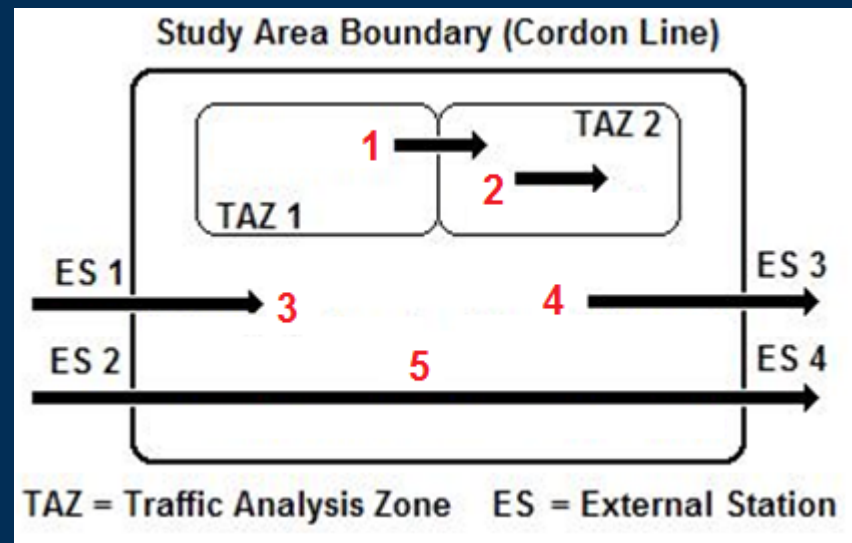 Study Area Boundary (Cordon Line)
1
TAZ 2
2
TAZ 1
ES 1
ES 3
3
4
ES 2
5
ES 4
TAZ = Traffic Analysis Zone ES = External Station